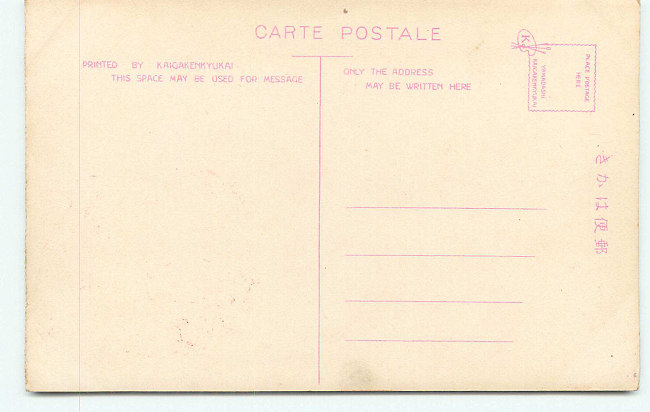 CARTE POSTALE
PRINTED BY KAIGAKENKYUKAI
THIS SPACE MAY BE USED FOR MESSAGE
ONLY THE ADDRESS
MAY BE WRITTEN HERE
K
PLACE POSTAGE
HERE
KAIGAKENKYUKAI
きかは便郵